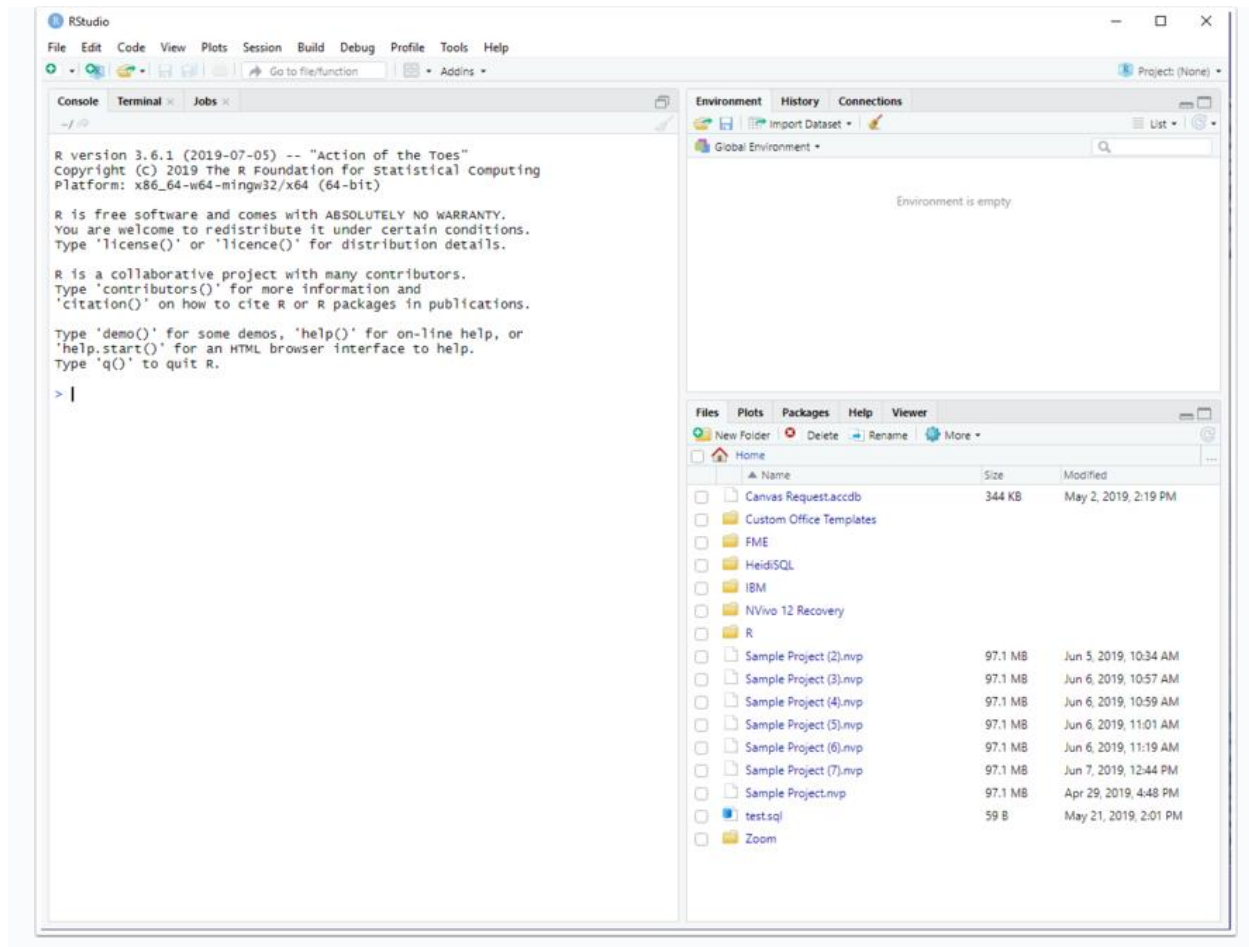 RStudio
File Edit Code View Plots Session Build Debug Profile Tools Help
Go to file/function Addins Project: (None)
Console Terminal Jobs
~/
R version 3.6.1 (2019-07-05) -- "Action of the Toes"
Copyright (C) 2019 The R Foundation for Statistical Computing
Platform: x86_64-w64-mingw32/x64 (64-bit)
R is free software and comes with ABSOLUTELY NO WARRANTY.
You are welcome to redistribute it under certain conditions.
Type 'license()' or 'licence()' for distribution details.
R is a collaborative project with many contributors.
Type 'contributors()' for more information and
'citation()' on how to cite R or R packages in publications.
Type 'demo()' for some demos, 'help()' for on-line help, or
'help.start()' for an HTML browser interface to help.
Type 'q()' to quit R.
>
Environment History Connections
Import Dataset List
Global Environment
Environment is empty
Files Plots Packages Help Viewer
New Folder Delete Rename More
Home ...
Name Size Modified
Canvas Request.accdb 344 KB May 2, 2019, 2:19 PM
Custom Office Templates
FME
HeidiSQL
IBM
NVivo 12 Recovery
R
Sample Project (2).nvp 97.1 MB Jun 5, 2019, 10:34 AM
Sample Project (3).nvp 97.1 MB Jun 6, 2019, 10:57 AM
Sample Project (4).nvp 97.1 MB Jun 6, 2019, 10:59 AM
Sample Project (5).nvp 97.1 MB Jun 6, 2019, 11:01 AM
Sample Project (6).nvp 97.1 MB Jun 6, 2019, 11:19 AM
Sample Project (7).nvp 97.1 MB Jun 7, 2019, 12:44 PM
Sample Project.nvp 97.1 MB Apr 29, 2019, 4:48 PM
test.sql 59 B May 21, 2019, 2:01 PM
Zoom